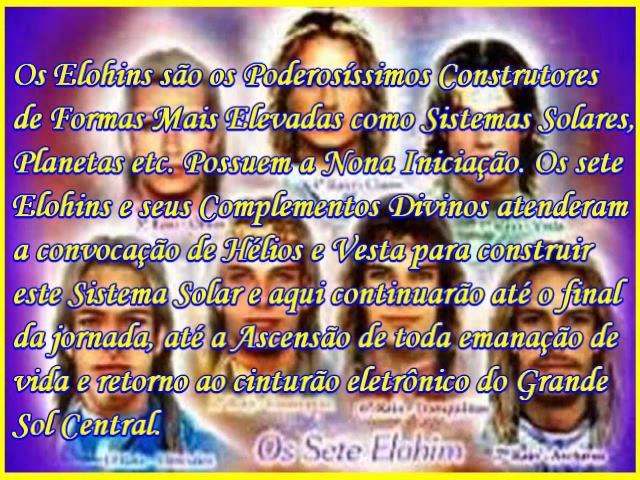 Os Elohins são os Poderosíssimos Construtores
de Formas Mais Elevadas como Sistemas Solares,
Planetas etc. Possuem a Nona Iniciação. Os sete
Elohins e seus Complementos Divinos atenderam
a convocação de Hélios e Vesta para construir
este Sistema Solar e aqui continuarão até o final
da jornada, até a Ascensão de toda emanação de
vida e retorno ao cinturão eletrônico do Grande
Sol Central.
Os Sete Elohim